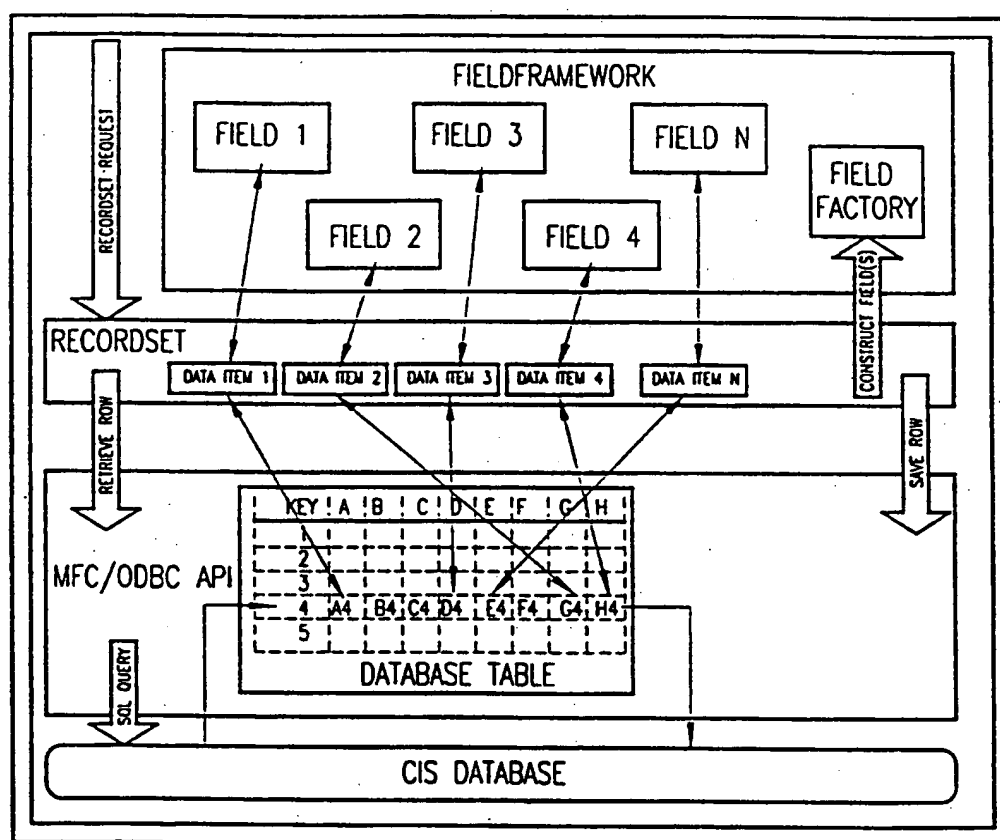 FIELDFRAMEWORK
RECORDSET·REQUEST
FIELD 1
FIELD 3
FIELD N
FIELD
FACTORY
FIELD 2
FIELD 4
CONSTRUCT FIELD(S)
RECORDSET
DATA ITEM 1
DATA ITEM 2
DATA ITEM 3
DATA ITEM 4
DATA ITEM N
RETRIEVE ROW
SAVE ROW
KEY A B C D E F G H
1
2
3
MFC/ODBC API
4 A4 B4 C4 D4 E4 F4 G4 H4
5
DATABASE TABLE
SQL QUERY
CIS DATABASE